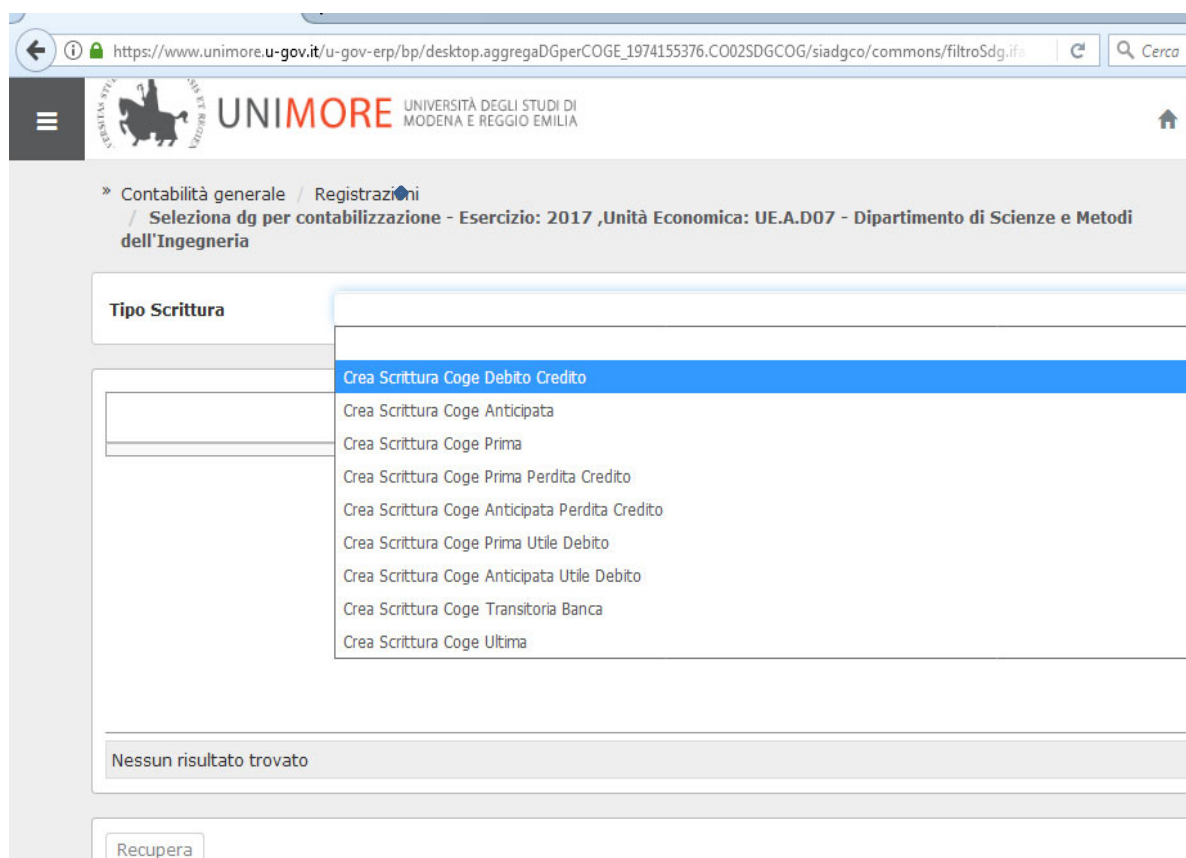 https://www.unimore.u-gov.it/u-gov-erp/bp/desktop.aggregaDGperCOGE_1974155376.CO02SDGCOG/siadgco/commons/filtroSdg.ifa
Cerca
UNIMORE UNIVERSITÀ DEGLI STUDI DI
MODENA E REGGIO EMILIA
» Contabilità generale / Registrazioni
/ Seleziona dg per contabilizzazione - Esercizio: 2017 ,Unità Economica: UE.A.D07 - Dipartimento di Scienze e Metodi
dell'Ingegneria
Tipo Scrittura
Crea Scrittura Coge Debito Credito
Crea Scrittura Coge Anticipata
Crea Scrittura Coge Prima
Crea Scrittura Coge Prima Perdita Credito
Crea Scrittura Coge Anticipata Perdita Credito
Crea Scrittura Coge Prima Utile Debito
Crea Scrittura Coge Anticipata Utile Debito
Crea Scrittura Coge Transitoria Banca
Crea Scrittura Coge Ultima
Nessun risultato trovato
Recupera